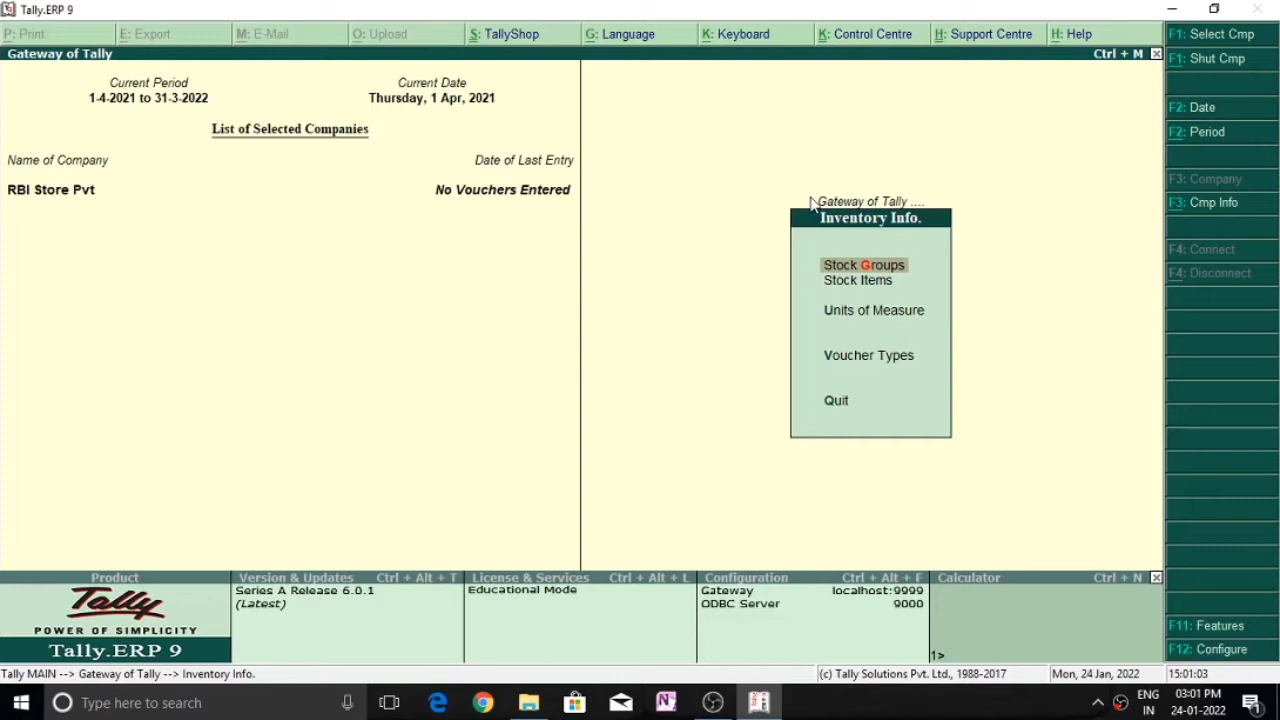 Tally.ERP 9
P: Print
E: Export
M: E-Mail
O: Upload
S: TallyShop
G: Language
K: Keyboard
K: Control Centre
H: Support Centre
H: Help
Gateway of Tally
Ctrl + M
Current Period
1-4-2021 to 31-3-2022
Current Date
Thursday, 1 Apr, 2021
List of Selected Companies
Name of Company
Date of Last Entry
RBI Store Pvt
No Vouchers Entered
Gateway of Tally ....
Inventory Info.
Stock Groups
Stock Items
Units of Measure
Voucher Types
Quit
F1: Select Cmp
F1: Shut Cmp
F2: Date
F2: Period
F3: Company
F3: Cmp Info
F4: Connect
F4: Disconnect
F11: Features
F12: Configure
Product
Tally
POWER OF SIMPLICITY
Tally.ERP 9
Version & Updates Ctrl + Alt + T
Series A Release 6.0.1
(Latest)
License & Services Ctrl + Alt + L
Educational Mode
Configuration Ctrl + Alt + F
Gateway localhost:9999
ODBC Server 9000
Calculator Ctrl + N
1>
Tally MAIN --> Gateway of Tally --> Inventory Info.
(c) Tally Solutions Pvt. Ltd., 1988-2017
Mon, 24 Jan, 2022
15:01:03
Type here to search
ENG
IN
03:01 PM
24-01-2022
1